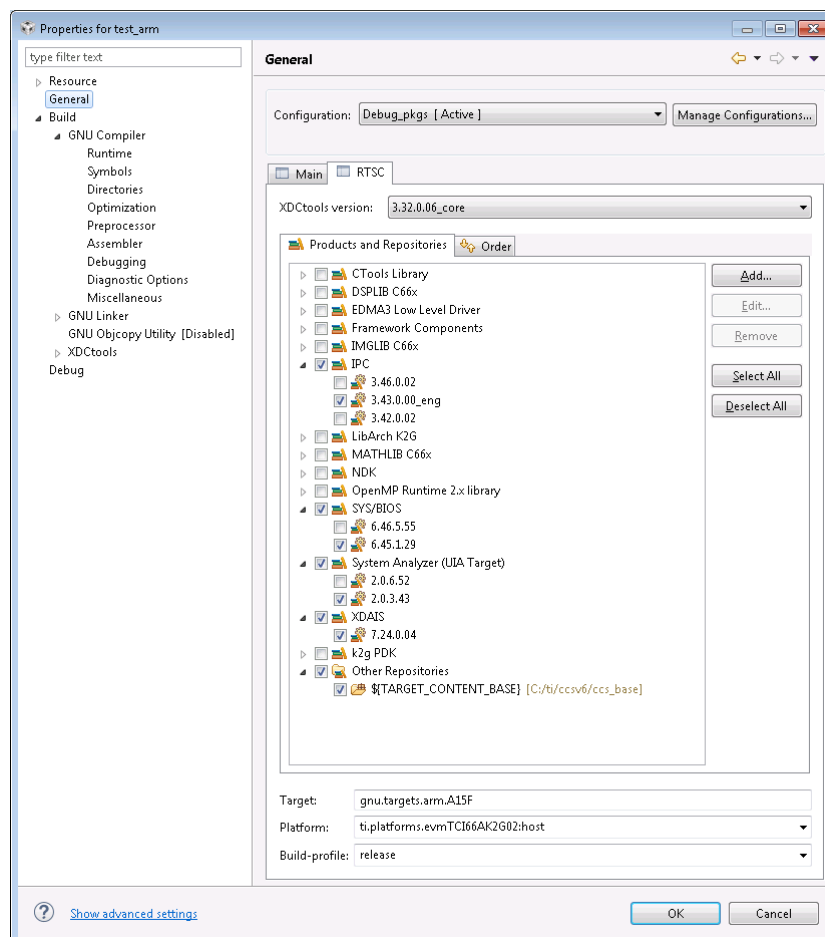 Properties for test_arm
type filter text
Resource
General
Build
GNU Compiler
Runtime
Symbols
Directories
Optimization
Preprocessor
Assembler
Debugging
Diagnostic Options
Miscellaneous
GNU Linker
GNU Objcopy Utility [Disabled]
XDCtools
Debug
General
Configuration: Debug_pkgs [ Active ] Manage Configurations...
Main RTSC
XDCtools version: 3.32.0.06_core
Products and Repositories Order
CTools Library
DSPLIB C66x
EDMA3 Low Level Driver
Framework Components
IMGLIB C66x
IPC
3.46.0.02
3.43.0.00_eng
3.42.0.02
LibArch K2G
MATHLIB C66x
NDK
OpenMP Runtime 2.x library
SYS/BIOS
6.46.5.55
6.45.1.29
System Analyzer (UIA Target)
2.0.6.52
2.0.3.43
XDAIS
7.24.0.04
k2g PDK
Other Repositories
${TARGET_CONTENT_BASE} [C:/ti/ccsv6/ccs_base]
Add...
Edit...
Remove
Select All
Deselect All
Target: gnu.targets.arm.A15F
Platform: ti.platforms.evmTCI66AK2G02:host
Build-profile: release
Show advanced settings
OK Cancel